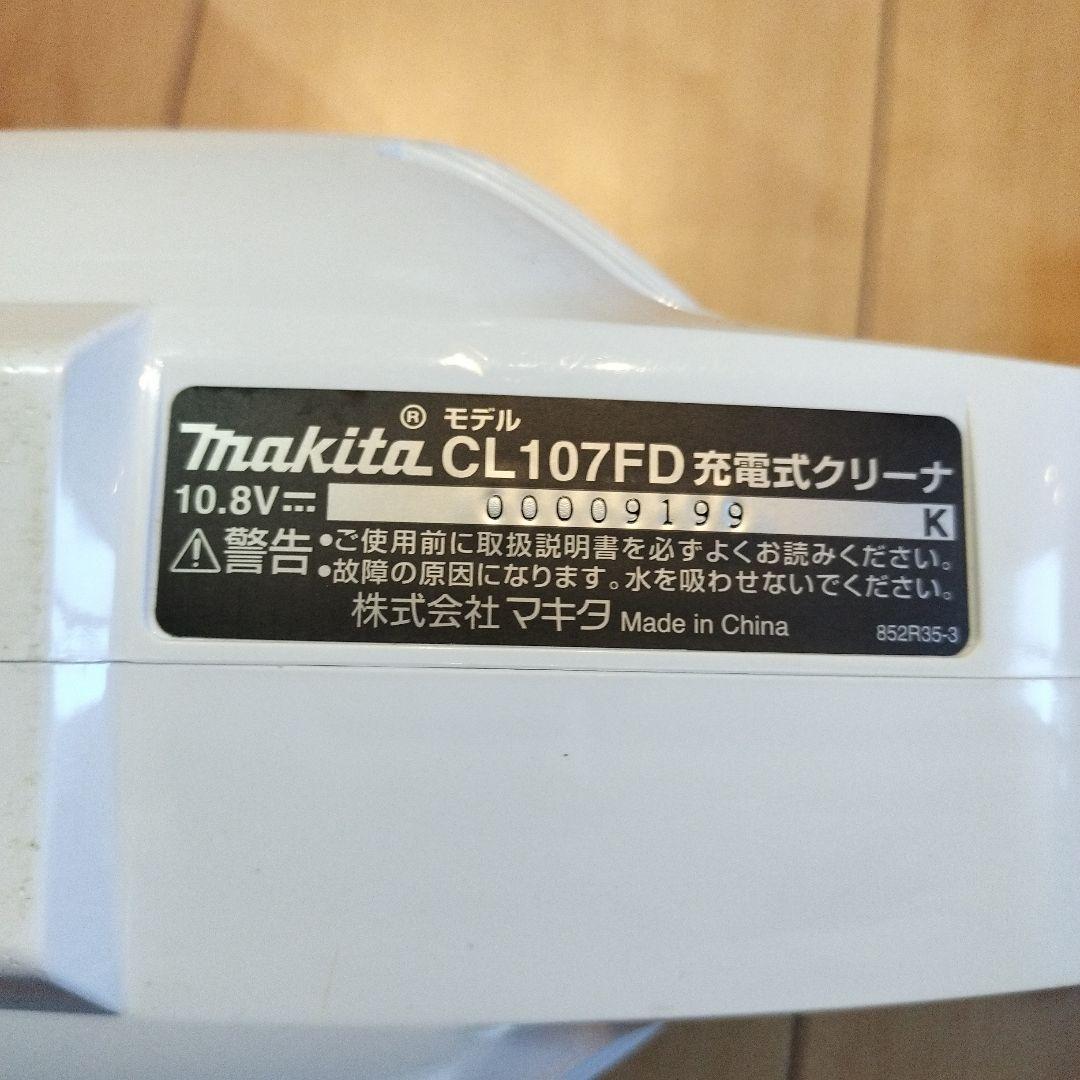 makita® モデル CL107FD 充電式クリーナ
10.8V⎓ 00009199 K
⚠警告 •ご使用前に取扱説明書を必ずよくお読みください。
•故障の原因になります。水を吸わせないでください。
株式会社 マキタ Made in China 852R35-3